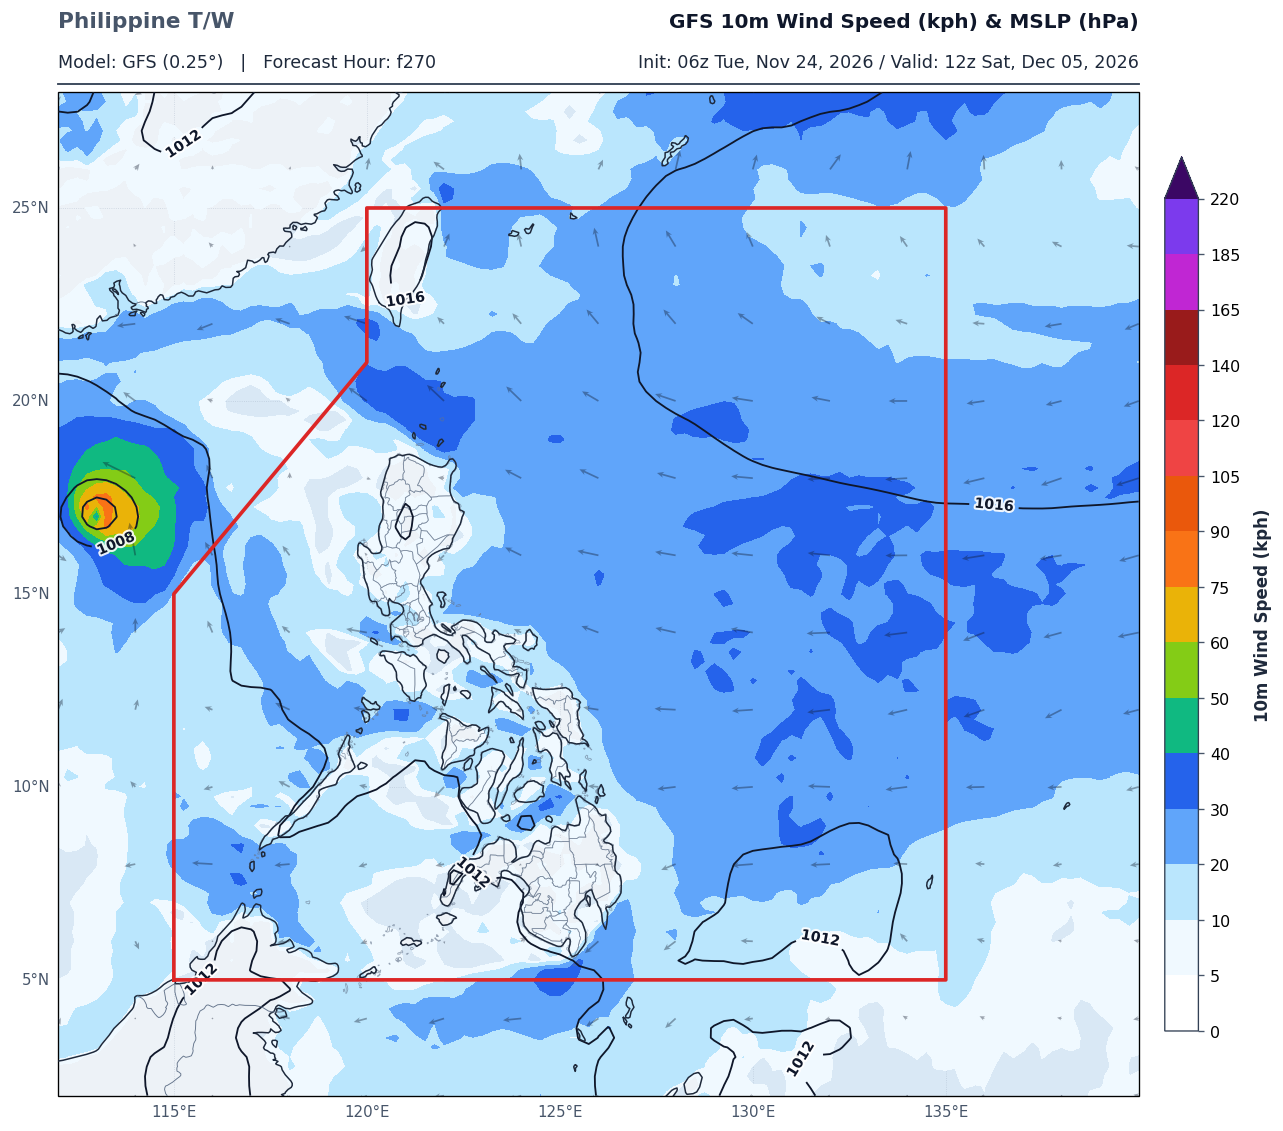 Philippine T/W
GFS 10m Wind Speed (kph) & MSLP (hPa)
Model: GFS (0.25°) | Forecast Hour: f270
Init: 06z Tue, Nov 24, 2026 / Valid: 12z Sat, Dec 05, 2026
1012
25°N
1016
20°N
1016
1008
15°N
10°N
1012
1012
1012
5°N
1012
115°E
120°E
125°E
130°E
135°E
220
185
165
140
120
105
90
75
60
50
40
30
20
10
5
0
10m Wind Speed (kph)